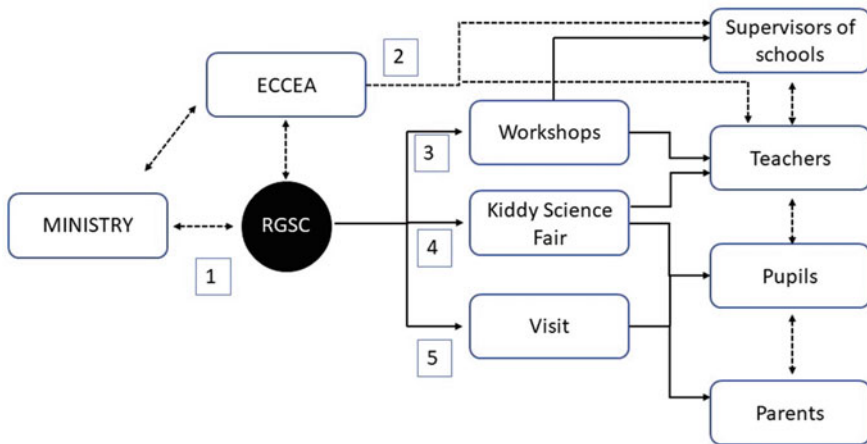 2
Supervisors of
schools
ECCEA
3
Workshops
Teachers
MINISTRY
RGSC
4
Kiddy Science
Fair
1
Pupils
5
Visit
Parents